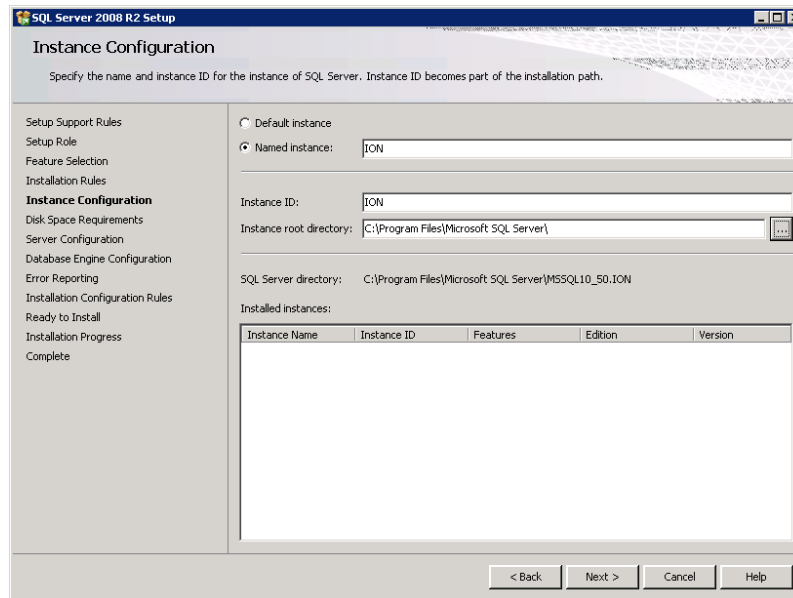 SQL Server 2008 R2 Setup
Instance Configuration
Specify the name and instance ID for the instance of SQL Server. Instance ID becomes part of the installation path.
Setup Support Rules
Setup Role
Feature Selection
Installation Rules
Instance Configuration
Disk Space Requirements
Server Configuration
Database Engine Configuration
Error Reporting
Installation Configuration Rules
Ready to Install
Installation Progress
Complete
Default instance
Named instance: ION
Instance ID: ION
Instance root directory: C:\Program Files\Microsoft SQL Server\ ...
SQL Server directory: C:\Program Files\Microsoft SQL Server\MSSQL10_50.ION
Installed instances:
Instance Name Instance ID Features Edition Version
< Back Next > Cancel Help